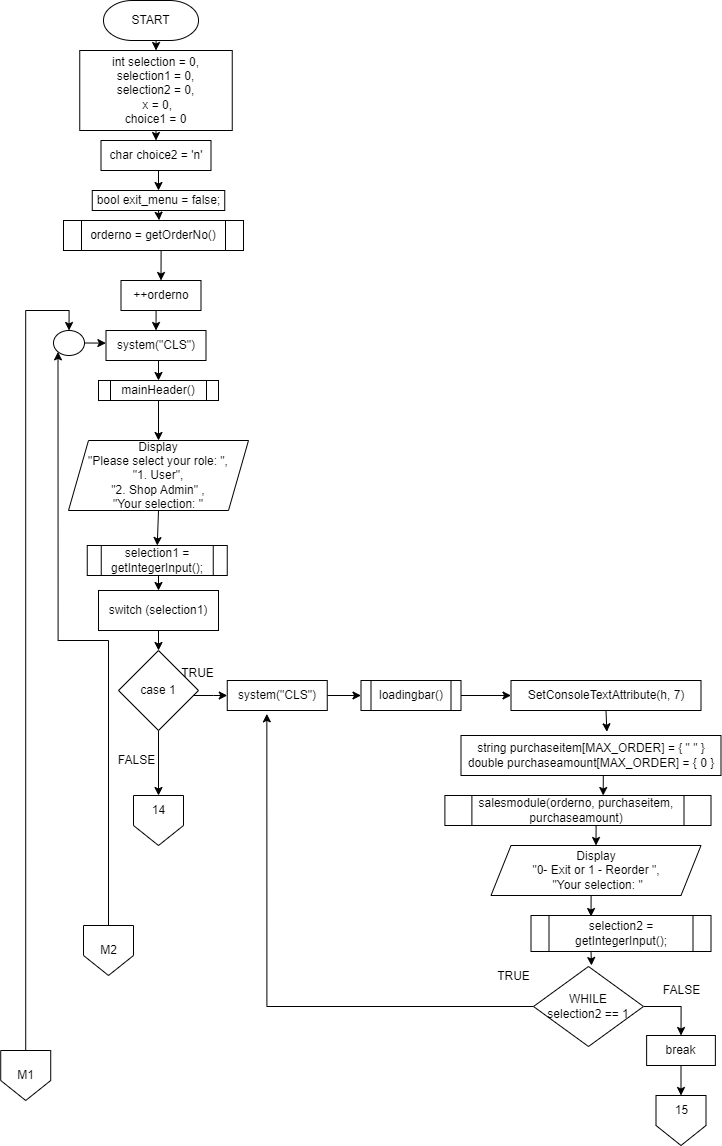 START
int selection = 0,
selection1 = 0,
selection2 = 0,
x = 0,
choice1 = 0
char choice2 = 'n'
bool exit_menu = false;
orderno = getOrderNo()
++orderno
system("CLS")
mainHeader()
Display
"Please select your role: ",
"1. User",
"2. Shop Admin" ,
"Your selection: "
selection1 =
getIntegerInput();
switch (selection1)
case 1
TRUE
FALSE
14
system("CLS")
loadingbar()
SetConsoleTextAttribute(h, 7)
string purchaseitem[MAX_ORDER] = { " " }
double purchaseamount[MAX_ORDER] = { 0 }
salesmodule(orderno, purchaseitem,
purchaseamount)
Display
"0- Exit or 1 - Reorder ",
"Your selection: "
selection2 =
getIntegerInput();
WHILE
selection2 == 1
TRUE
FALSE
break
15
M2
M1